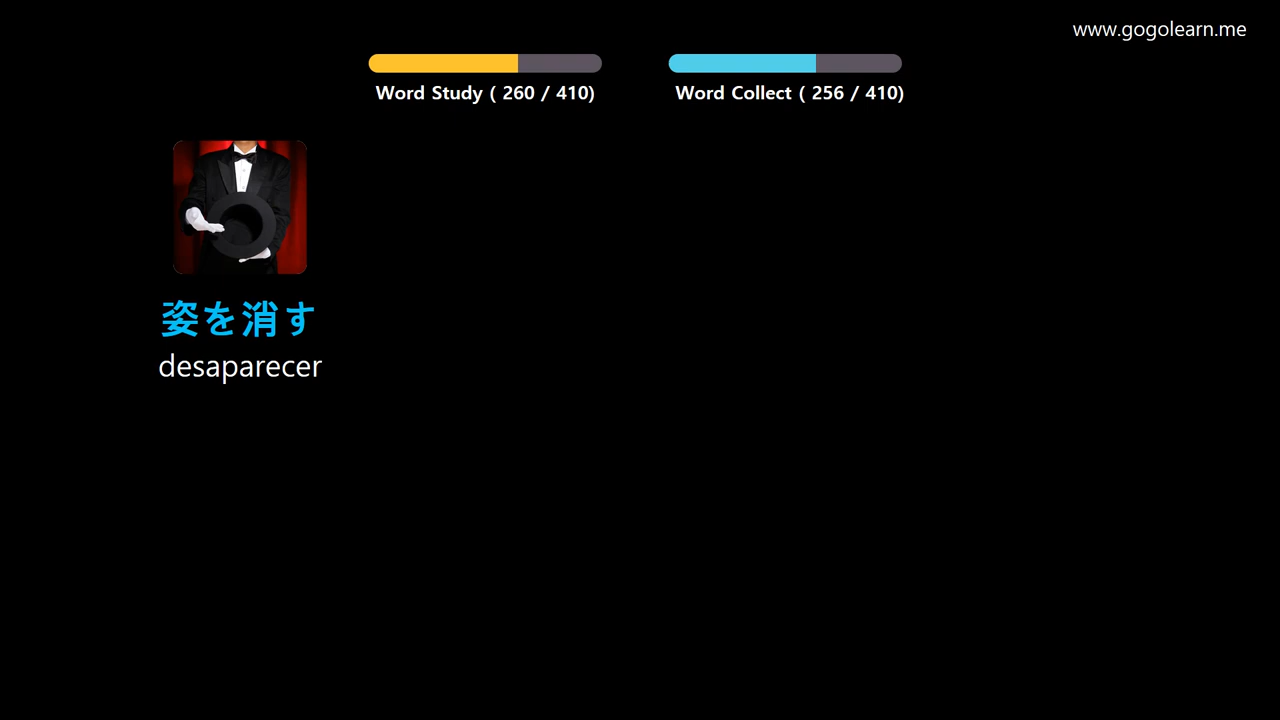 www.gogolearn.me
Word Study ( 260 / 410)
Word Collect ( 256 / 410)
姿を消す
desaparecer